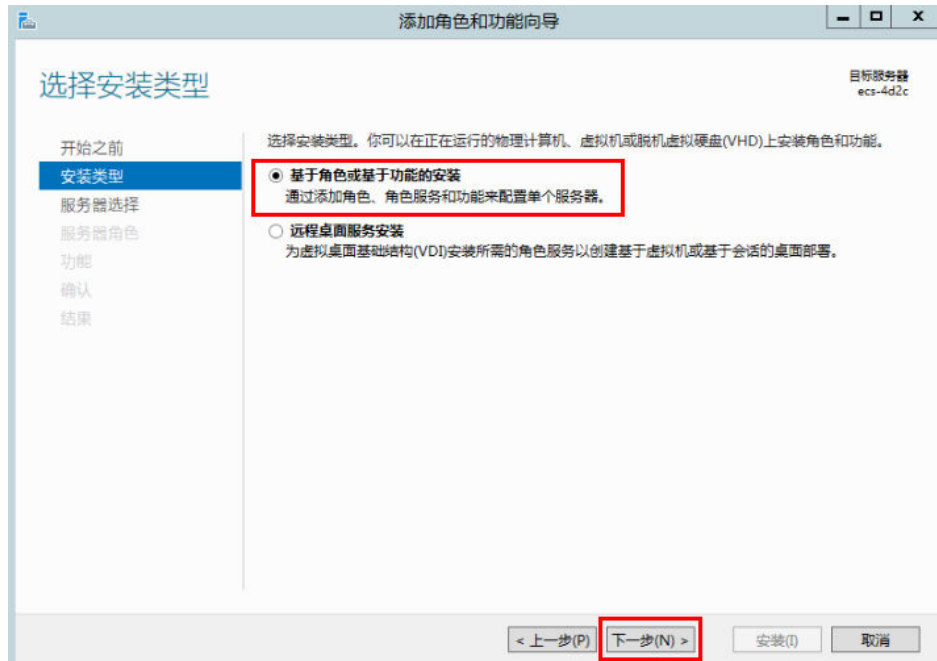 添加角色和功能向导
选择安装类型
目标服务器
ecs-4d2c
开始之前
安装类型
服务器选择
服务器角色
功能
确认
结果
选择安装类型。你可以在正在运行的物理计算机、虚拟机或脱机虚拟硬盘(VHD)上安装角色和功能。
基于角色或基于功能的安装
通过添加角色、角色服务和功能来配置单个服务器。
远程桌面服务安装
为虚拟桌面基础结构(VDI)安装所需的角色服务以创建基于虚拟机或基于会话的桌面部署。
< 上一步(P)
下一步(N) >
安装(I)
取消